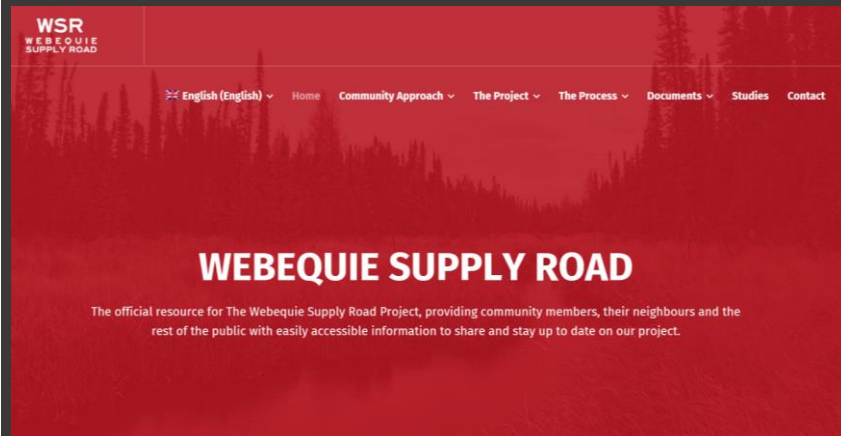 WSR
WEBEQUIE
SUPPLY ROAD
English (English) Home Community Approach The Project The Process Documents Studies Contact
WEBEQUIE SUPPLY ROAD
The official resource for The Webequie Supply Road Project, providing community members, their neighbours and the
rest of the public with easily accessible information to share and stay up to date on our project.